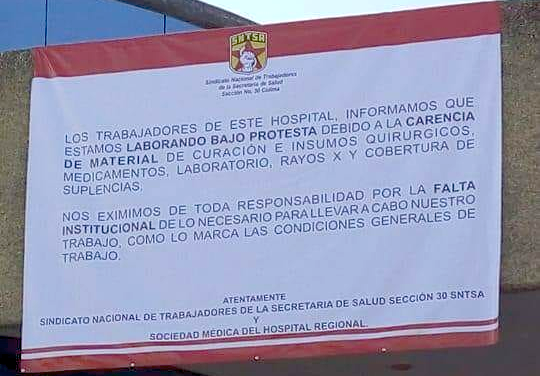 SNTSA
Sindicato Nacional de Trabajadores
de la Secretaría de Salud
Sección No. 30 Colima
LOS TRABAJADORES DE ESTE HOSPITAL, INFORMAMOS QUE
ESTAMOS LABORANDO BAJO PROTESTA DEBIDO A LA CARENCIA
DE MATERIAL DE CURACIÓN E INSUMOS QUIRURGICOS,
MEDICAMENTOS, LABORATORIO, RAYOS X Y COBERTURA DE
SUPLENCIAS.
NOS EXIMIMOS DE TODA RESPONSABILIDAD POR LA FALTA
INSTITUCIONAL DE LO NECESARIO PARA LLEVAR A CABO NUESTRO
TRABAJO, COMO LO MARCA LAS CONDICIONES GENERALES DE
TRABAJO.
ATENTAMENTE
SINDICATO NACIONAL DE TRABAJADORES DE LA SECRETARIA DE SALUD SECCIÓN 30 SNTSA
Y
SOCIEDAD MÉDICA DEL HOSPITAL REGIONAL.